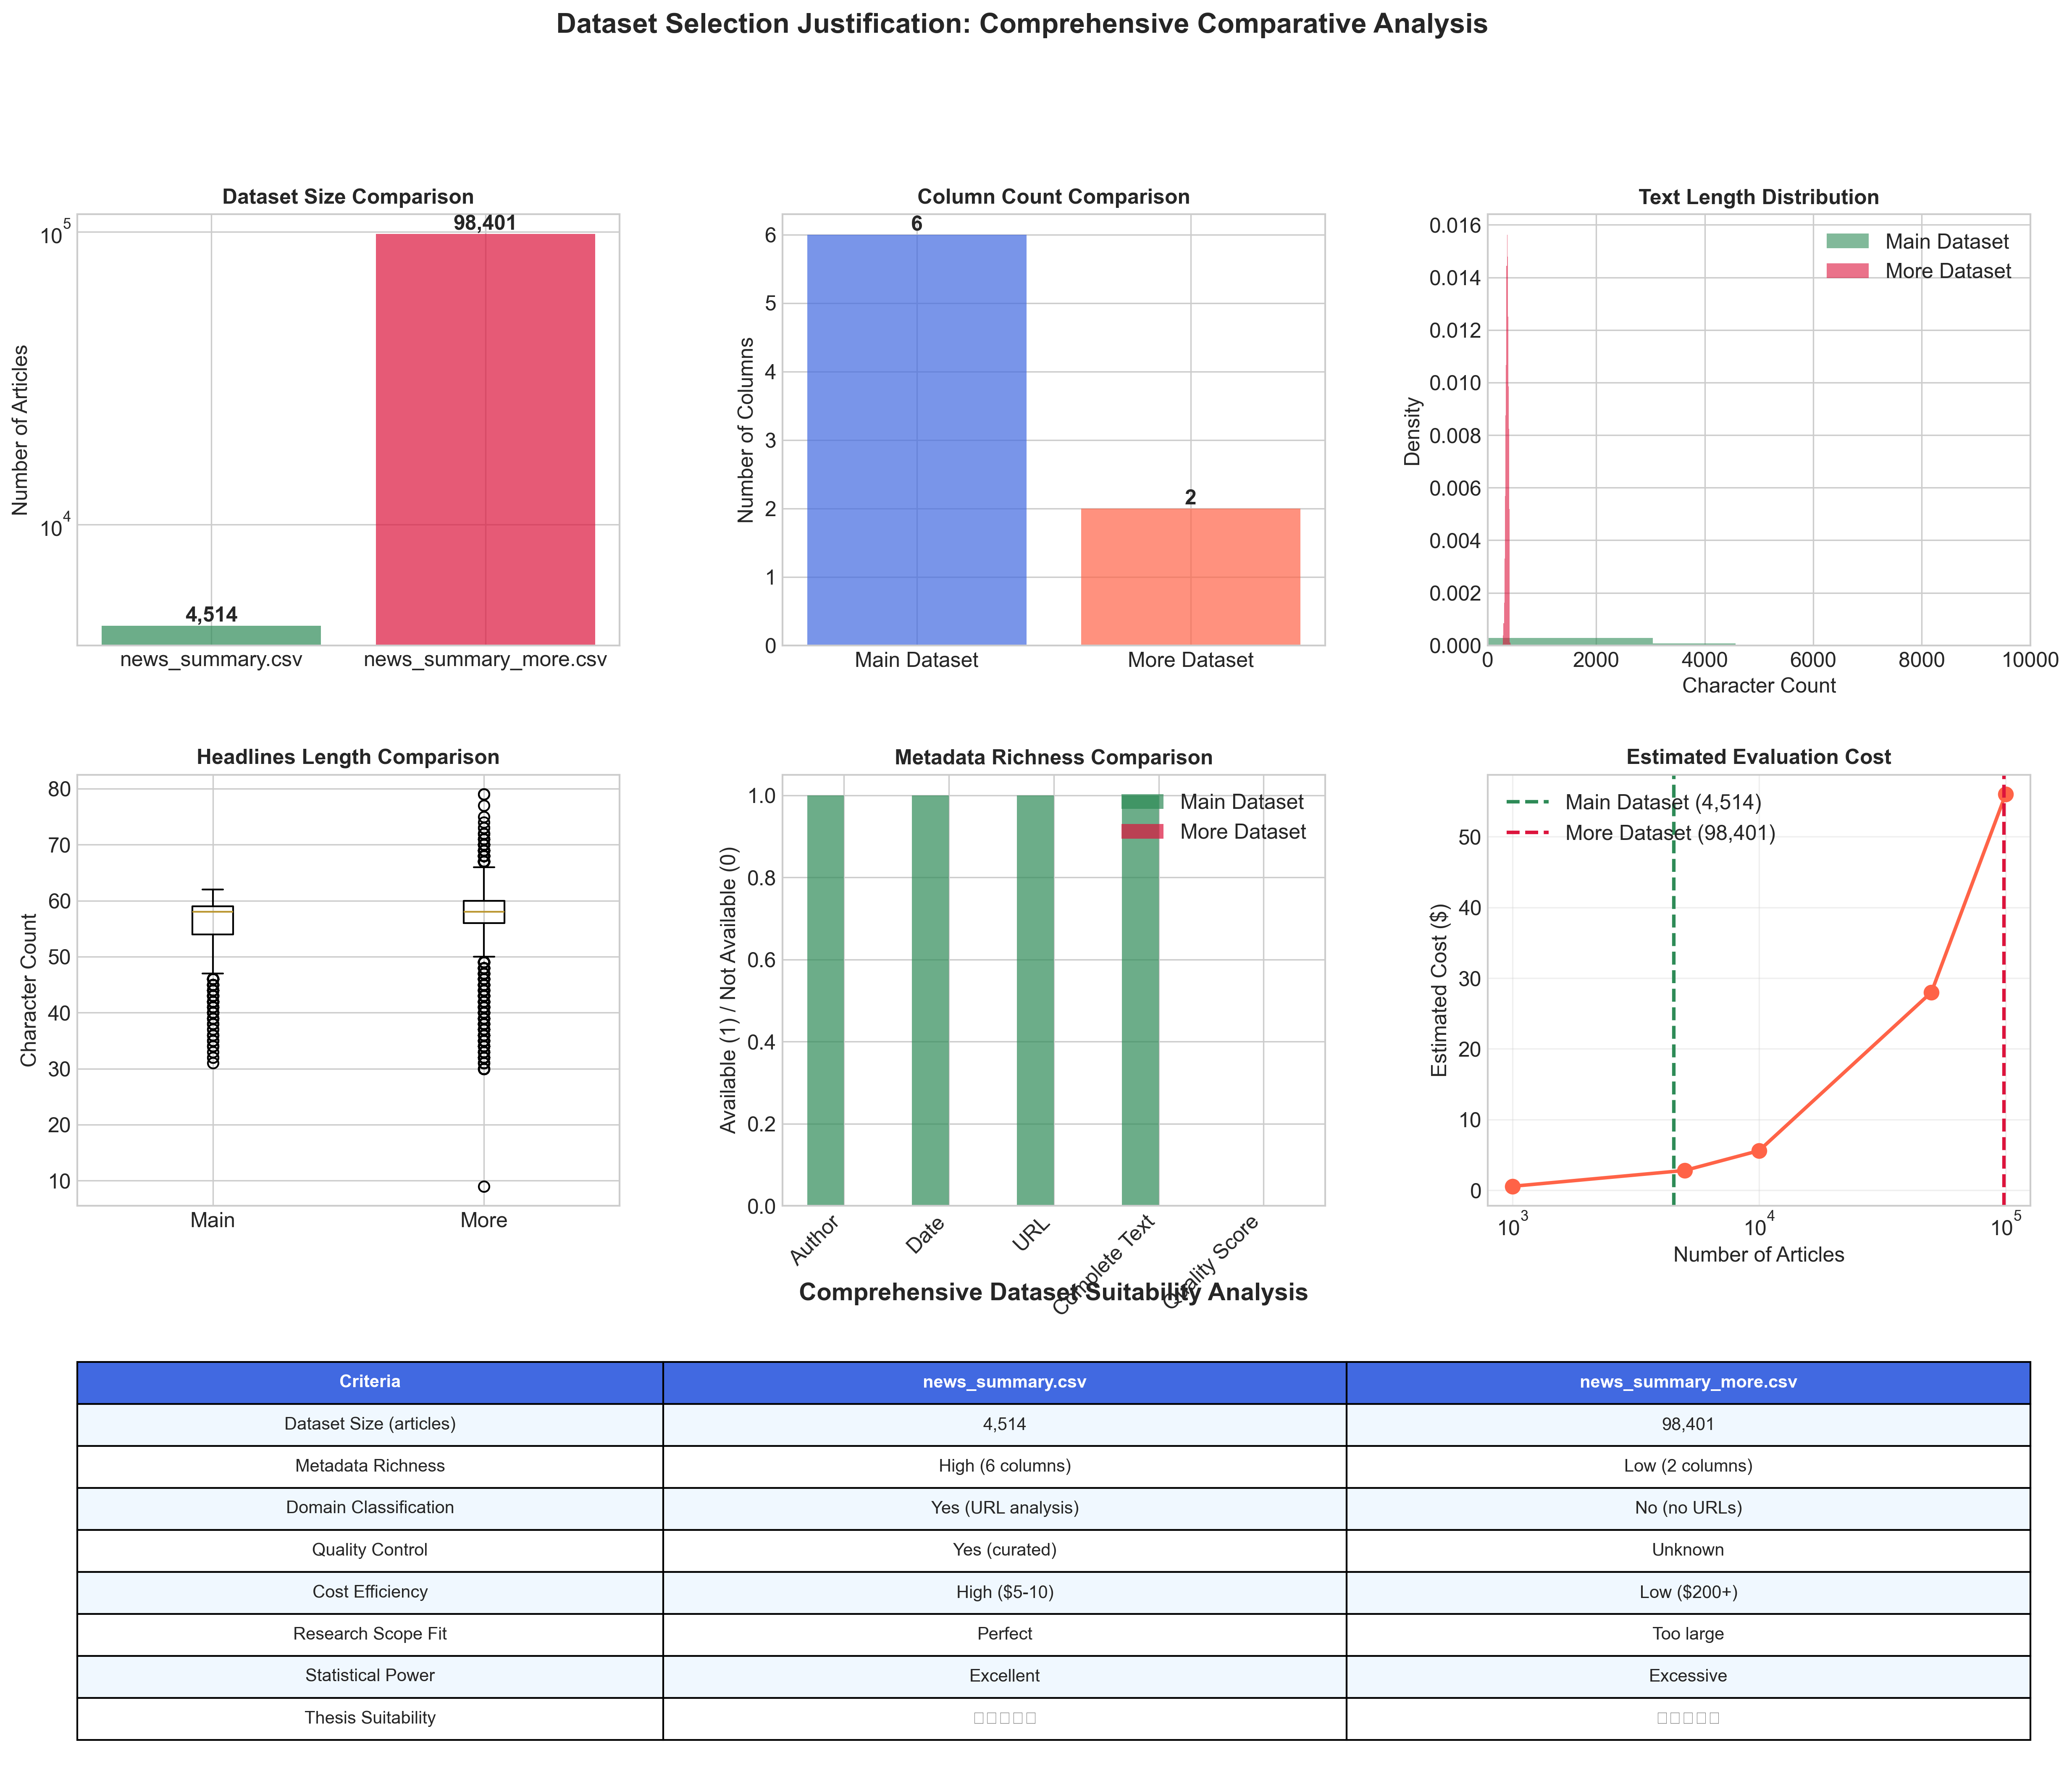 Dataset Selection Justification: Comprehensive Comparative Analysis
Dataset Size Comparison
Number of Articles
10^5
10^4
98,401
4,514
news_summary.csv
news_summary_more.csv
Column Count Comparison
Number of Columns
6
5
4
3
2
1
0
6
2
Main Dataset
More Dataset
Text Length Distribution
Density
0.016
0.014
0.012
0.010
0.008
0.006
0.004
0.002
0.000
Main Dataset
More Dataset
0 2000 4000 6000 8000 10000
Character Count
Headlines Length Comparison
Character Count
80
70
60
50
40
30
20
10
Main
More
Metadata Richness Comparison
Available (1) / Not Available (0)
1.0
0.8
0.6
0.4
0.2
0.0
Main Dataset
More Dataset
Author
Date
URL
Complete Text
Quality Score
Estimated Evaluation Cost
Estimated Cost ($)
50
40
30
20
10
0
Main Dataset (4,514)
More Dataset (98,401)
10^3 10^4 10^5
Number of Articles
Comprehensive Dataset Suitability Analysis
Criteria news_summary.csv news_summary_more.csv
Dataset Size (articles) 4,514 98,401
Metadata Richness High (6 columns) Low (2 columns)
Domain Classification Yes (URL analysis) No (no URLs)
Quality Control Yes (curated) Unknown
Cost Efficiency High ($5-10) Low ($200+)
Research Scope Fit Perfect Too large
Statistical Power Excellent Excessive
Thesis Suitability